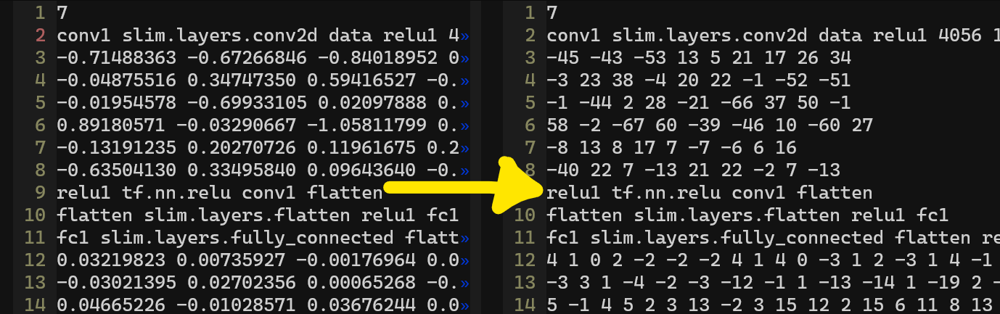 1 7
2 conv1 slim.layers.conv2d data relu1 4»
3 -0.71488363 -0.67266846 -0.84018952 0»
4 -0.04875516 0.34747350 0.59416527 -0.»
5 -0.01954578 -0.69933105 0.02097888 0.»
6 0.89180571 -0.03290667 -1.05811799 0.»
7 -0.13191235 0.20270726 0.11961675 0.2»
8 -0.63504130 0.33495840 0.09643640 -0.»
9 relu1 tf.nn.relu conv1 flatten
10 flatten slim.layers.flatten relu1 fc1
11 fc1 slim.layers.fully_connected flatt»
12 0.03219823 0.00735927 -0.00176964 0.0»
13 -0.03021395 0.02702356 0.00065268 -0.»
14 0.04665226 -0.01028571 0.03676244 0.0»
1 7
2 conv1 slim.layers.conv2d data relu1 4056 1
3 -45 -43 -53 13 5 21 17 26 34
4 -3 23 38 -4 20 22 -1 -52 -51
5 -1 -44 2 28 -21 -66 37 50 -1
6 58 -2 -67 60 -39 -46 10 -60 27
7 -8 13 8 17 7 -7 -6 6 16
8 -40 22 7 -13 21 22 -2 7 -13
relu1 tf.nn.relu conv1 flatten
10 flatten slim.layers.flatten relu1 fc1
11 fc1 slim.layers.fully_connected flatten re
12 4 1 0 2 -2 -2 -2 4 1 4 0 -3 1 2 -3 1 4 -1
13 -3 3 1 -4 -2 -3 -12 -1 1 -13 -14 1 -19 2 -
14 5 -1 4 5 2 3 13 -2 3 15 12 2 15 6 11 8 13